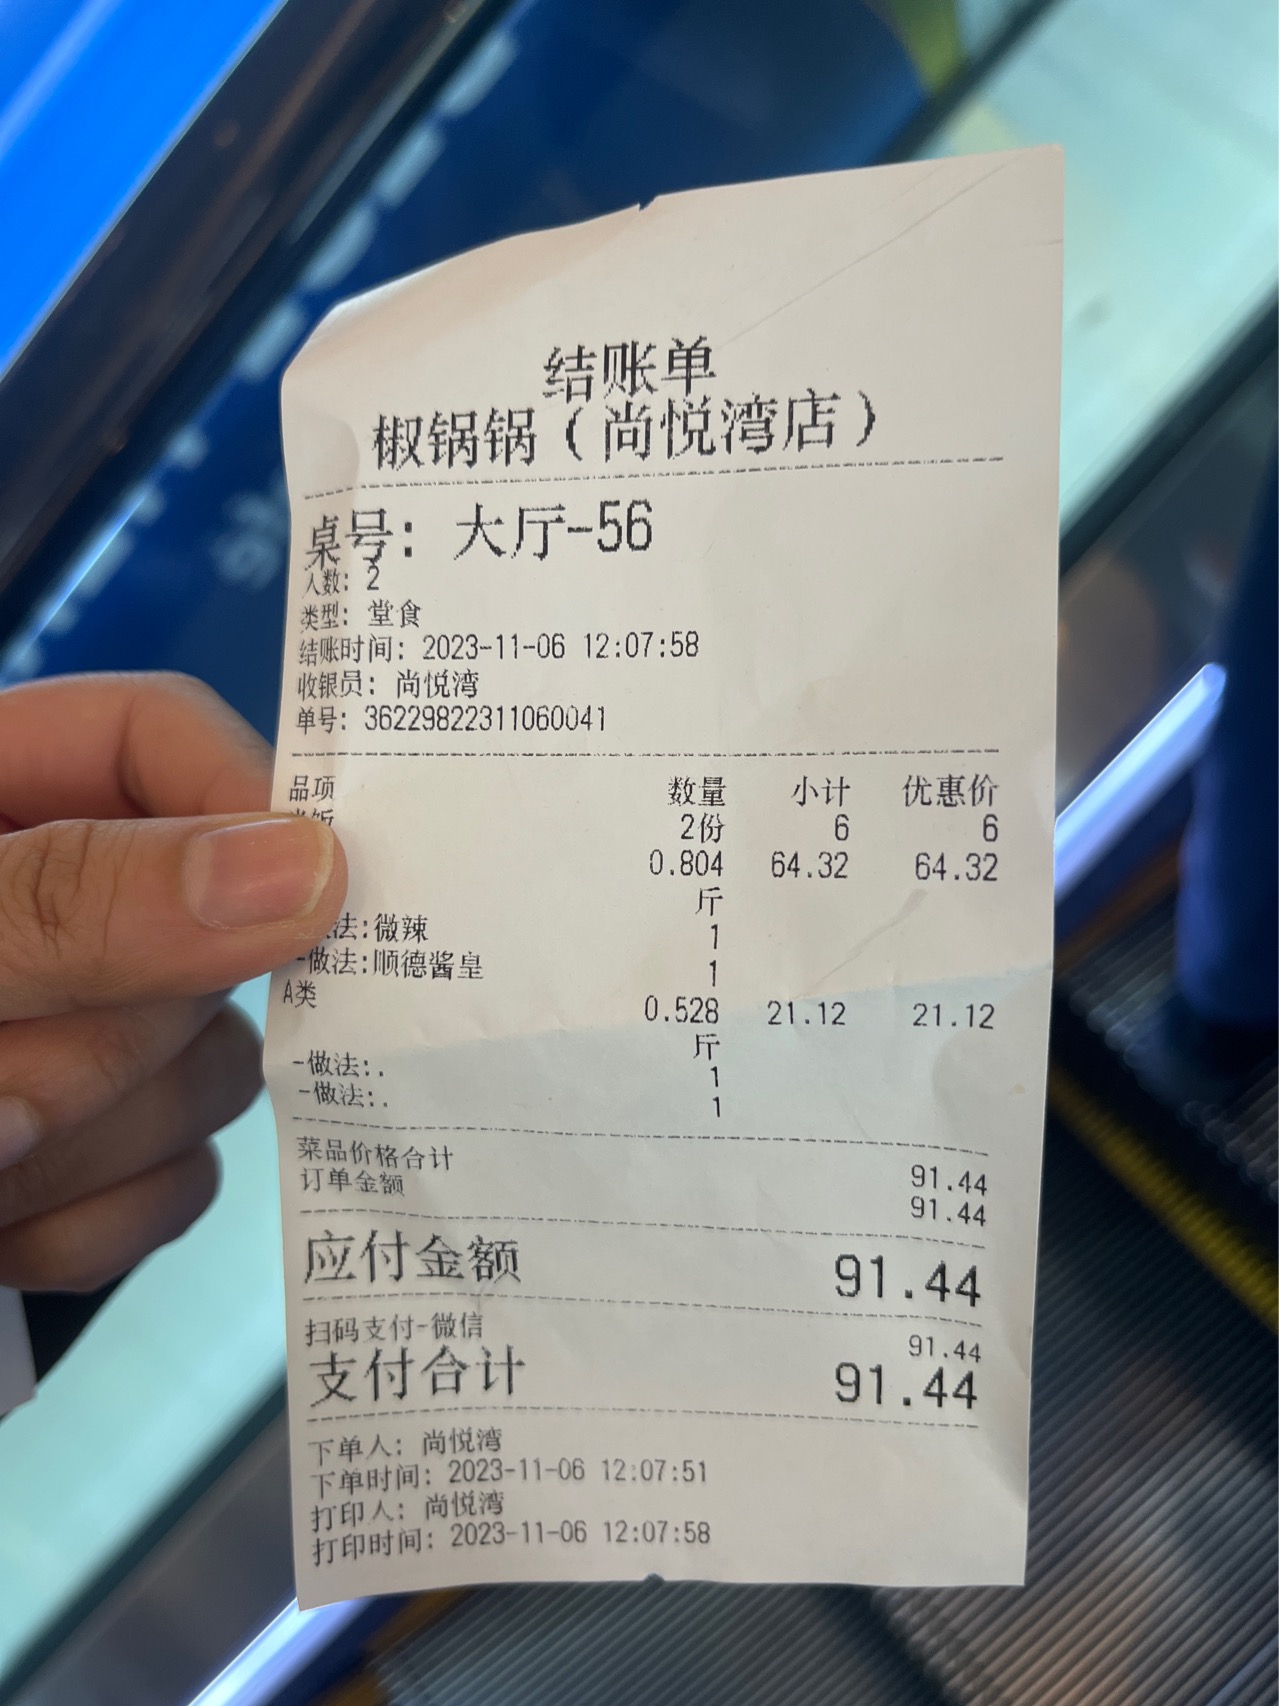 结账单
椒锅锅（尚悦湾店）
桌号: 大厅-56
人数: 2
类型: 堂食
结账时间: 2023-11-06 12:07:58
收银员: 尚悦湾
单号: 36229822311060041
品项 数量 小计 优惠价
2份 6 6
0.804 64.32 64.32
斤
法:微辣 1
-做法:顺德酱皇 1
A类 0.528 21.12 21.12
斤
-做法:. 1
-做法:. 1
菜品价格合计 91.44
订单金额 91.44
应付金额 91.44
扫码支付-微信 91.44
支付合计 91.44
下单人: 尚悦湾
下单时间: 2023-11-06 12:07:51
打印人: 尚悦湾
打印时间: 2023-11-06 12:07:58